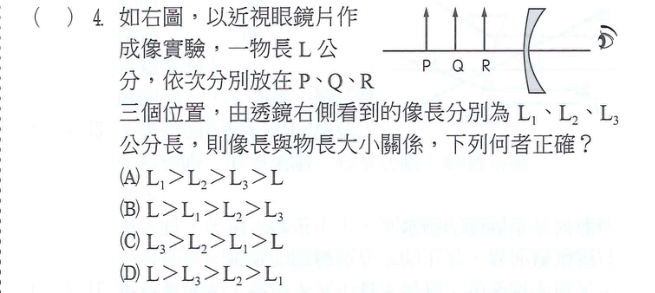 (　) 4. 如右圖，以近視眼鏡片作
成像實驗，一物長 L 公
分，依次分別放在 P、Q、R
P Q R
三個位置，由透鏡右側看到的像長分別為 L₁、L₂、L₃
公分長，則像長與物長大小關係，下列何者正確？
(A) L₁＞L₂＞L₃＞L
(B) L＞L₁＞L₂＞L₃
(C) L₃＞L₂＞L₁＞L
(D) L＞L₃＞L₂＞L₁